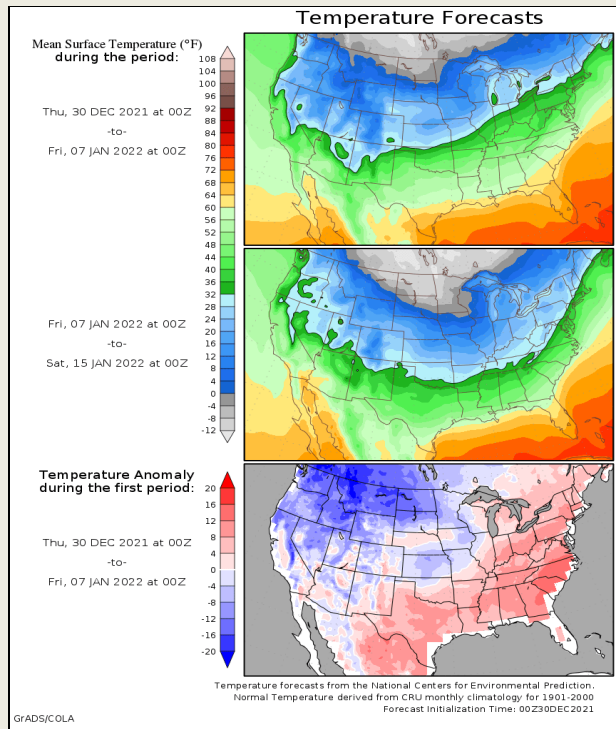 Temperature Forecasts
Mean Surface Temperature (°F)
during the period:
Thu, 30 DEC 2021 at 00Z
-to-
Fri, 07 JAN 2022 at 00Z
108
104
100
96
92
88
84
80
76
72
68
64
60
56
52
48
44
40
36
32
28
24
20
16
12
8
4
0
-4
-8
-12
Fri, 07 JAN 2022 at 00Z
-to-
Sat, 15 JAN 2022 at 00Z
Temperature Anomaly
during the first period:
Thu, 30 DEC 2021 at 00Z
-to-
Fri, 07 JAN 2022 at 00Z
20
16
12
8
4
0
-4
-8
-12
-16
-20
Temperature forecasts from the National Centers for Environmental Prediction.
Normal Temperature derived from CRU monthly climatology for 1901-2000
Forecast Initialization Time: 00Z30DEC2021
GrADS/COLA